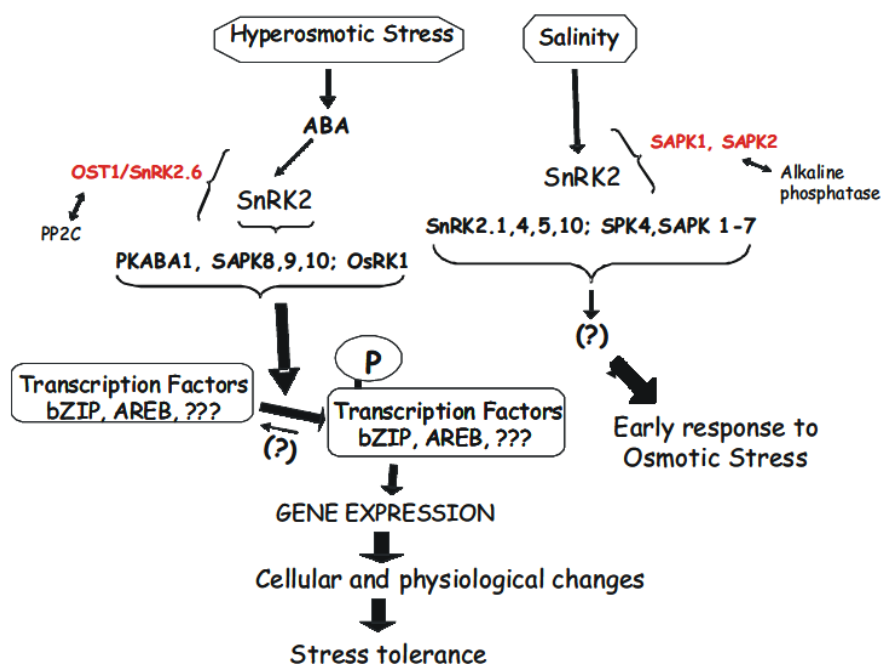 Hyperosmotic Stress
Salinity
ABA
SAPK1, SAPK2
OST1/SnRK2.6
Alkaline
phosphatase
SnRK2
SnRK2
PP2C
SnRK2.1,4,5,10; SPK4,SAPK 1-7
PKABA1, SAPK8,9,10; OsRK1
(?)
P
Transcription Factors
bZIP, AREB, ???
Transcription Factors
bZIP, AREB, ???
(?)
Early response to
Osmotic Stress
GENE EXPRESSION
Cellular and physiological changes
Stress tolerance